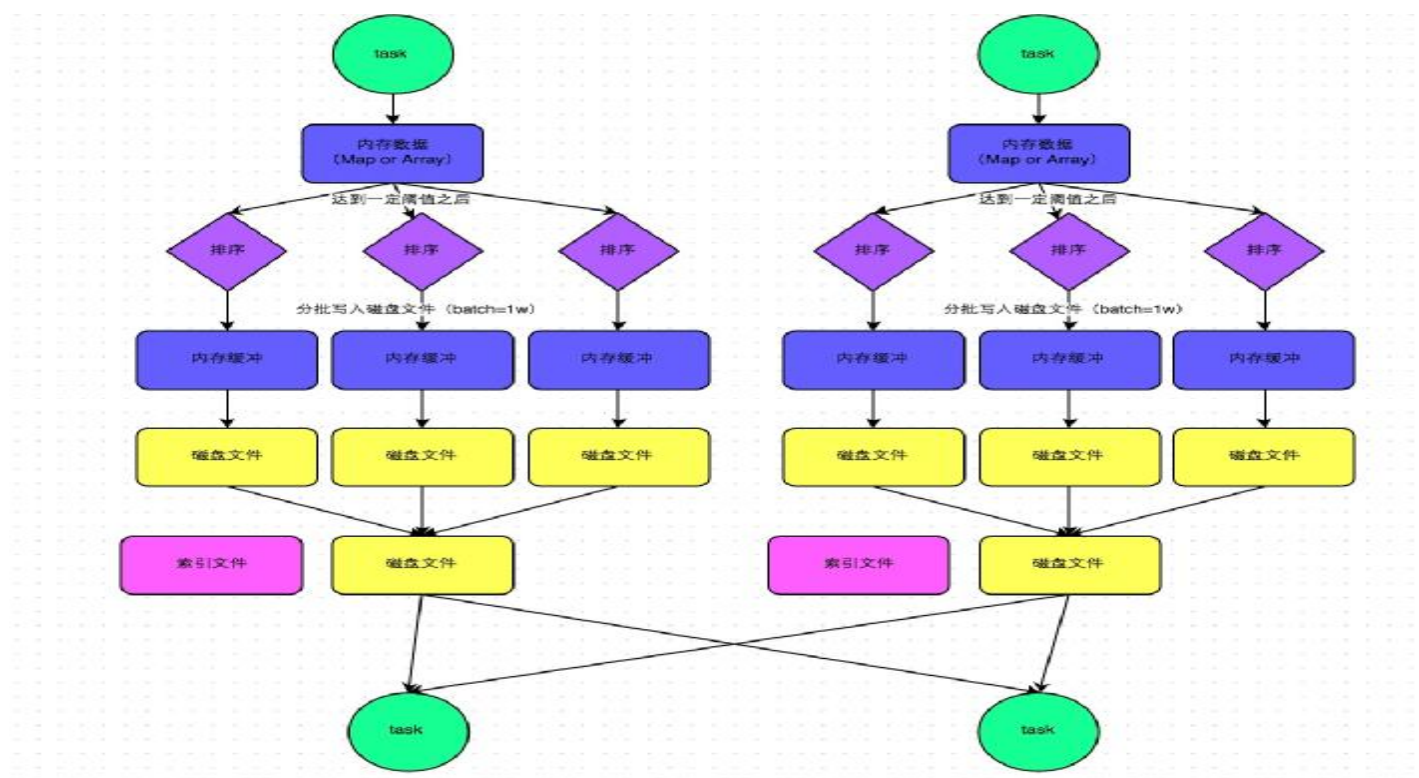 task
task
内存数据
（Map or Array）
内存数据
（Map or Array）
达到一定阈值之后
达到一定阈值之后
排序
排序
排序
排序
排序
排序
分批写入磁盘文件（batch=1w）
分批写入磁盘文件（batch=1w）
内存缓冲
内存缓冲
内存缓冲
内存缓冲
内存缓冲
内存缓冲
磁盘文件
磁盘文件
磁盘文件
磁盘文件
磁盘文件
磁盘文件
索引文件
磁盘文件
索引文件
磁盘文件
task
task